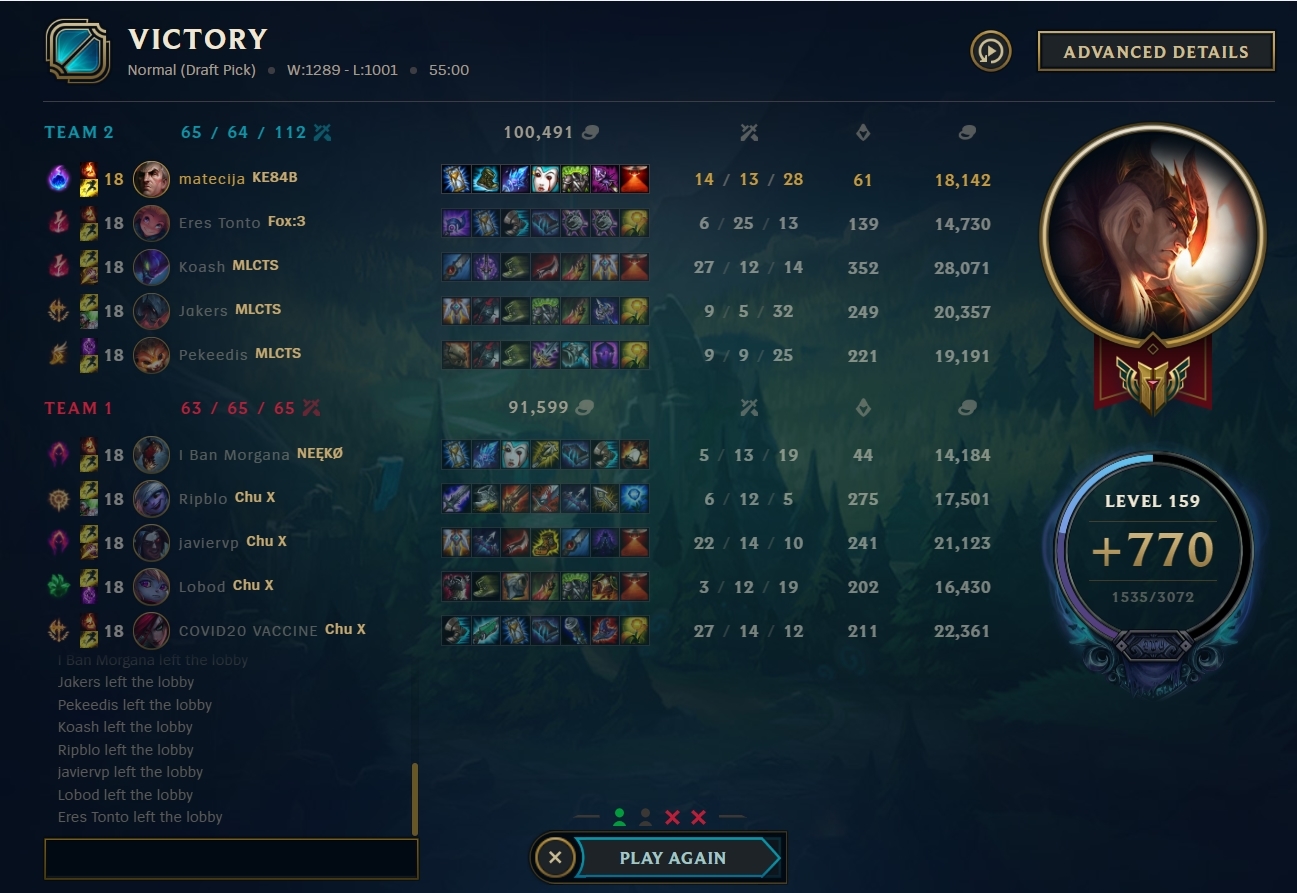 VICTORY
Normal (Draft Pick) • W:1289 - L:1001 • 55:00
ADVANCED DETAILS
TEAM 2 65 / 64 / 112 100,491
18 matecija KE84B 14 / 13 / 28 61 18,142
18 Eres Tonto Fox:3 6 / 25 / 13 139 14,730
18 Koash MLCTS 27 / 12 / 14 352 28,071
18 Jakers MLCTS 9 / 5 / 32 249 20,357
18 Pekeedis MLCTS 9 / 9 / 25 221 19,191
TEAM 1 63 / 65 / 65 91,599
18 I Ban Morgana NEĘKØ 5 / 13 / 19 44 14,184
18 Ripblo Chu X 6 / 12 / 5 275 17,501
18 javiervp Chu X 22 / 14 / 10 241 21,123
18 Lobod Chu X 3 / 12 / 19 202 16,430
18 COVID20 VACCINE Chu X 27 / 14 / 12 211 22,361
LEVEL 159
+770
1535/3072
I Ban Morgana left the lobby
Jakers left the lobby
Pekeedis left the lobby
Koash left the lobby
Ripblo left the lobby
javiervp left the lobby
Lobod left the lobby
Eres Tonto left the lobby
PLAY AGAIN